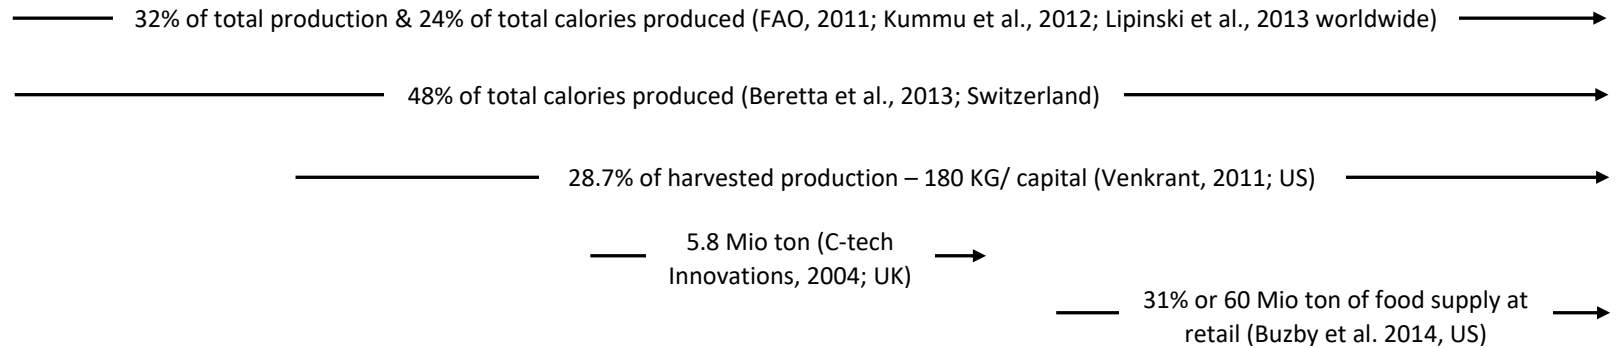 32% of total production & 24% of total calories produced (FAO, 2011; Kummu et al., 2012; Lipinski et al., 2013 worldwide)
48% of total calories produced (Beretta et al., 2013; Switzerland)
28.7% of harvested production – 180 KG/ capital (Venkrant, 2011; US)
5.8 Mio ton (C-tech
Innovations, 2004; UK)
31% or 60 Mio ton of food supply at
retail (Buzby et al. 2014, US)